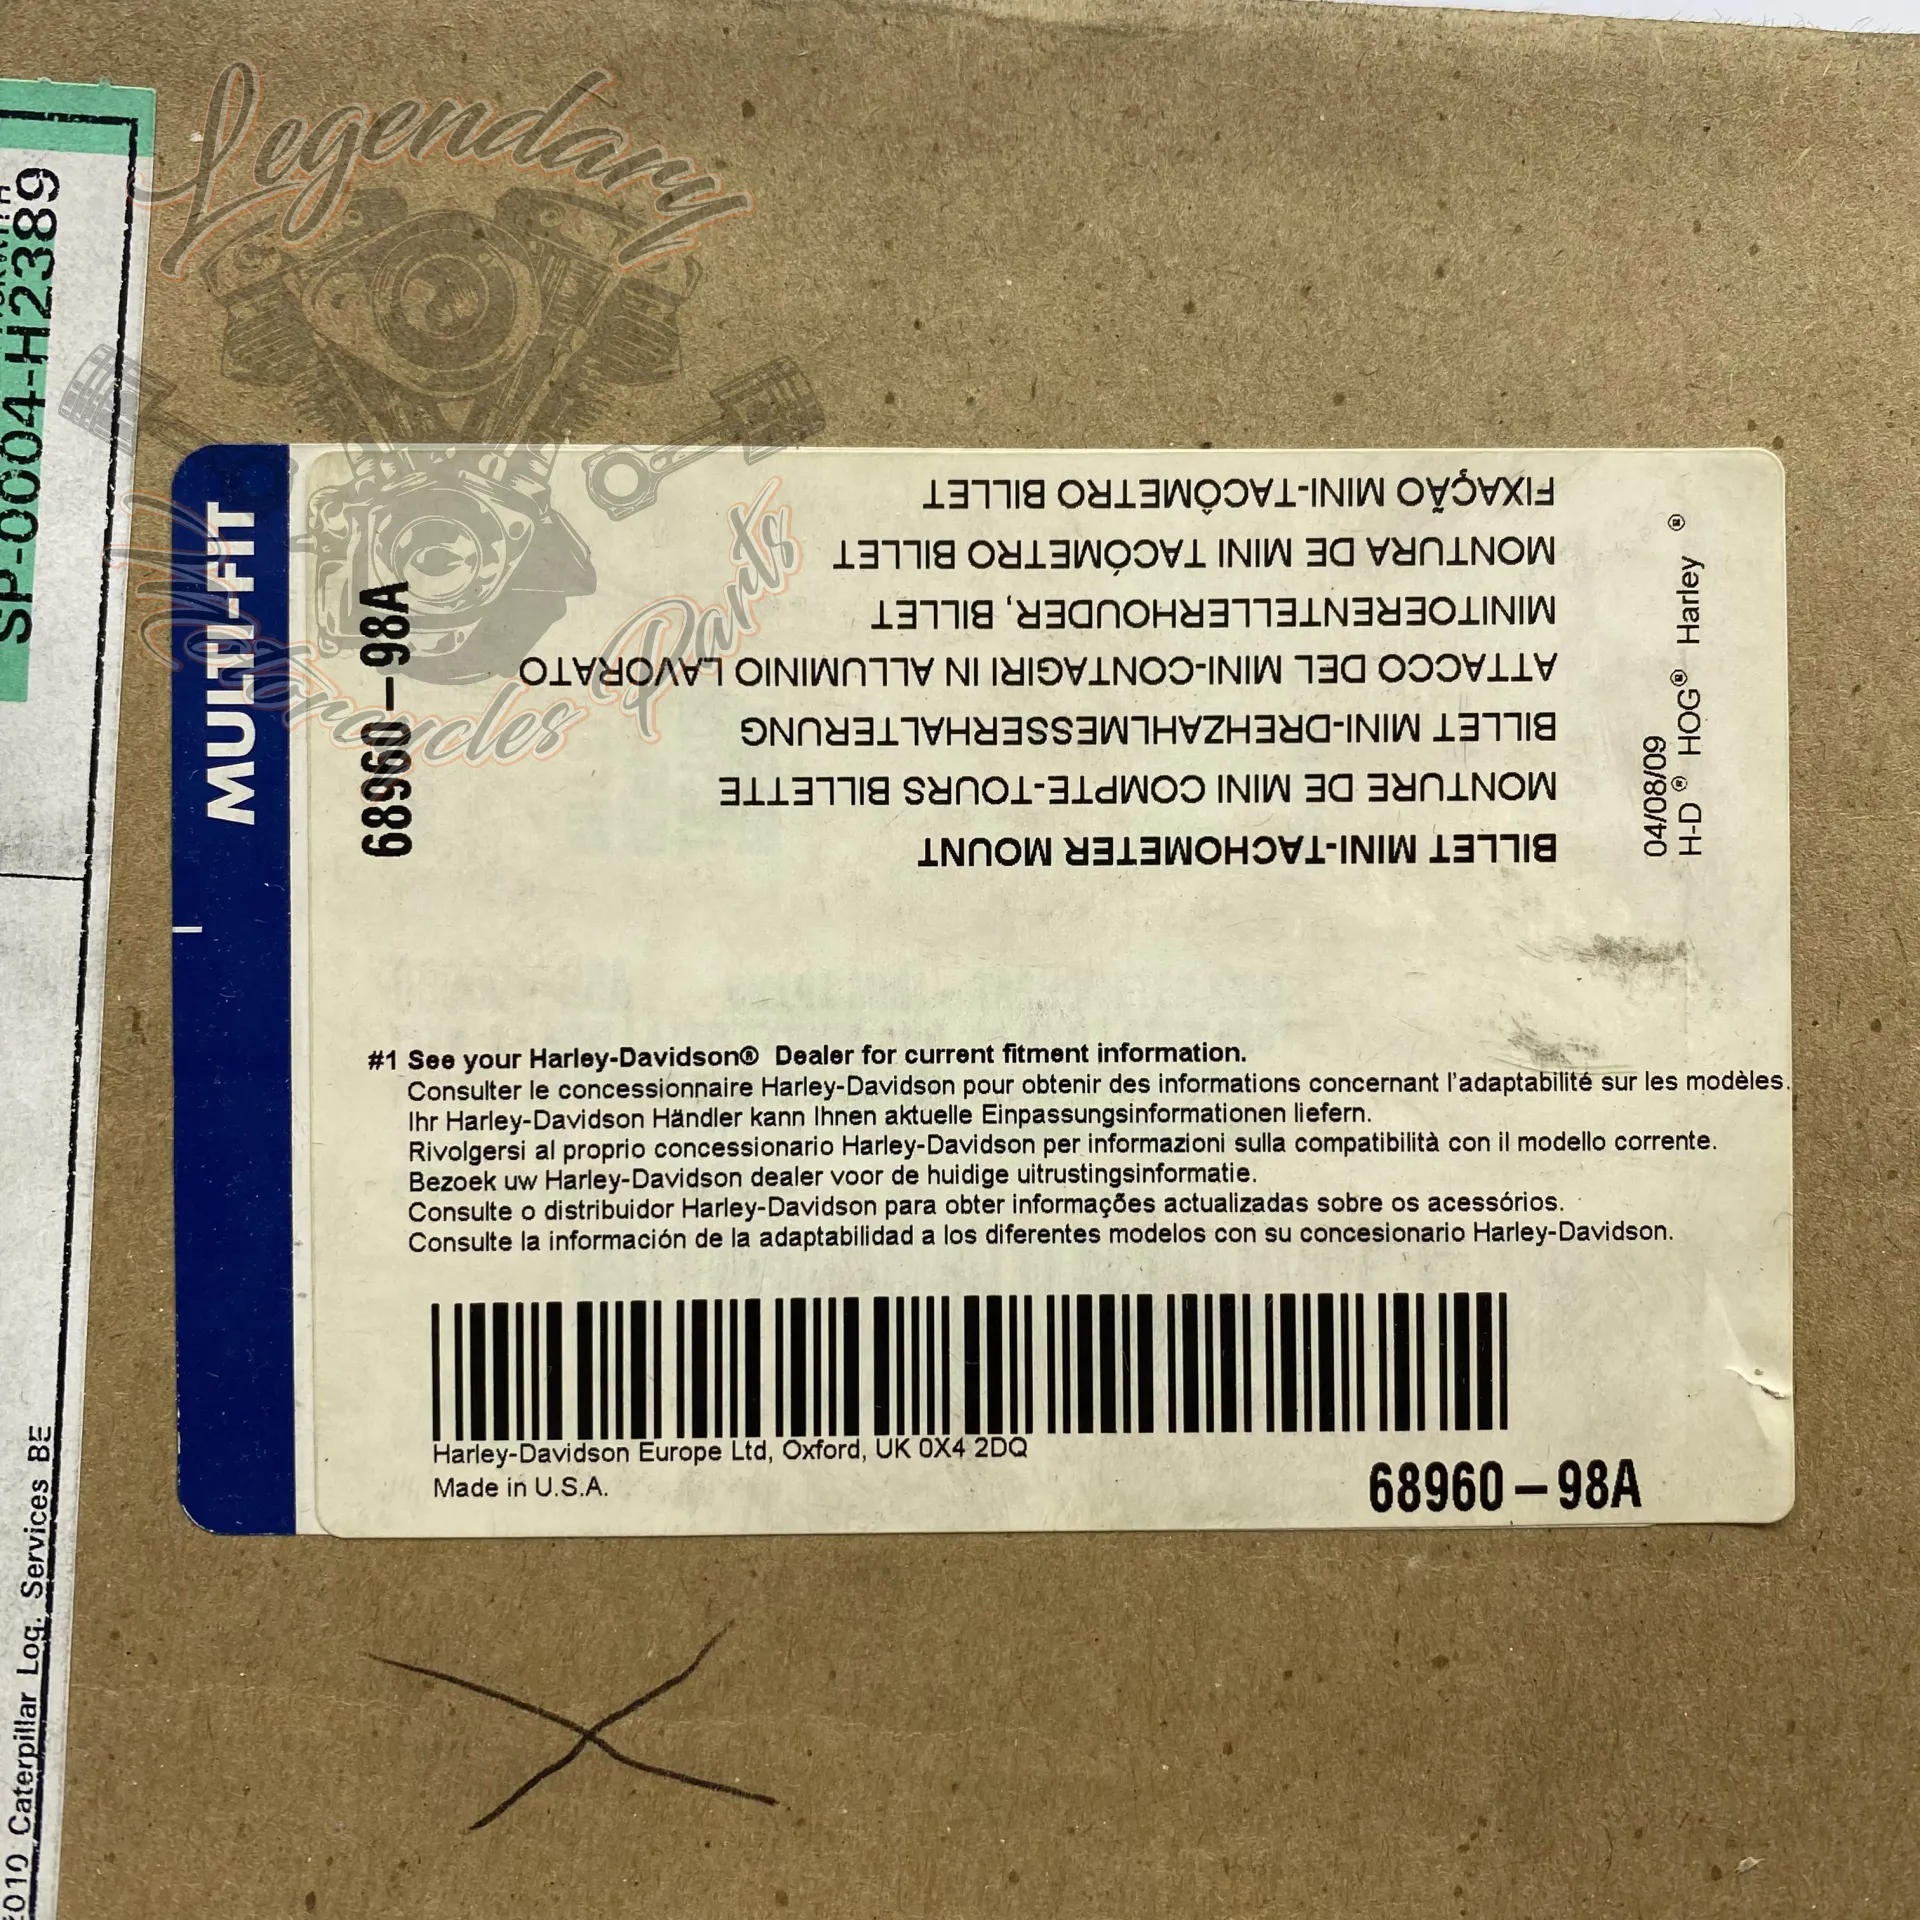 Legendary
Motorcycles Parts
SP-0004-H2389
2010 Caterpillar Log. Services BE
MULTI-FIT
68960-98A
BILLET MINI-TACHOMETER MOUNT
MONTURE DE MINI COMPTE-TOURS BILLETTE
BILLET MINI-DREHZAHLMESSERHALTERUNG
ATTACCO DEL MINI-CONTAGIRI IN ALLUMINIO LAVORATO
MINITOERENTELLERHOUDER, BILLET
MONTURA DE MINI TACÓMETRO BILLET
FIXAÇÃO MINI-TACÔMETRO BILLET
04/08/09
H-D® HOG® Harley®
#1 See your Harley-Davidson® Dealer for current fitment information.
Consulter le concessionnaire Harley-Davidson pour obtenir des informations concernant l'adaptabilité sur les modèles.
Ihr Harley-Davidson Händler kann Ihnen aktuelle Einpassungsinformationen liefern.
Rivolgersi al proprio concessionario Harley-Davidson per informazioni sulla compatibilità con il modello corrente.
Bezoek uw Harley-Davidson dealer voor de huidige uitrustingsinformatie.
Consulte o distribuidor Harley-Davidson para obter informações actualizadas sobre os acessórios.
Consulte la información de la adaptabilidad a los diferentes modelos con su concesionario Harley-Davidson.
Harley-Davidson Europe Ltd, Oxford, UK 0X4 2DQ
Made in U.S.A.
68960-98A